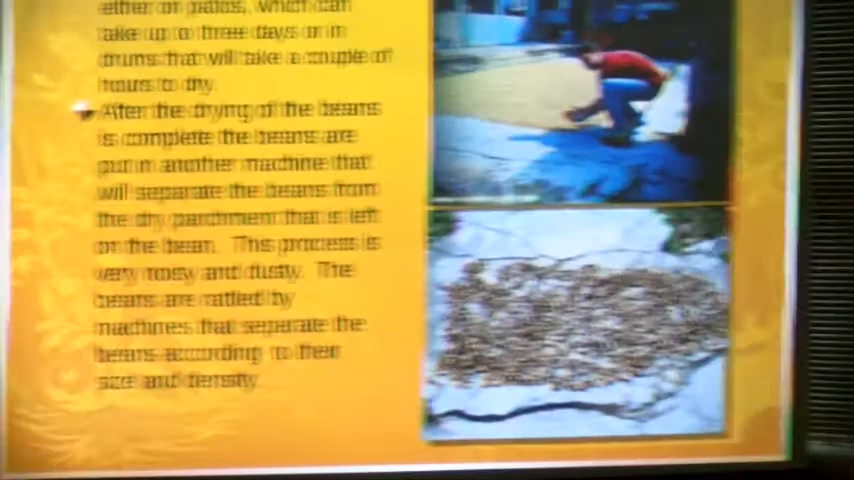 either on patios, which can
take up to three days or in
drums that will take a couple of
hours to dry.
After the drying of the beans
is complete the beans are
put in another machine that
will separate the beans from
the dry parchment that is left
on the bean. This process is
very noisy and dusty. The
beans are rattled by
machines that separate the
beans according to their
size and density